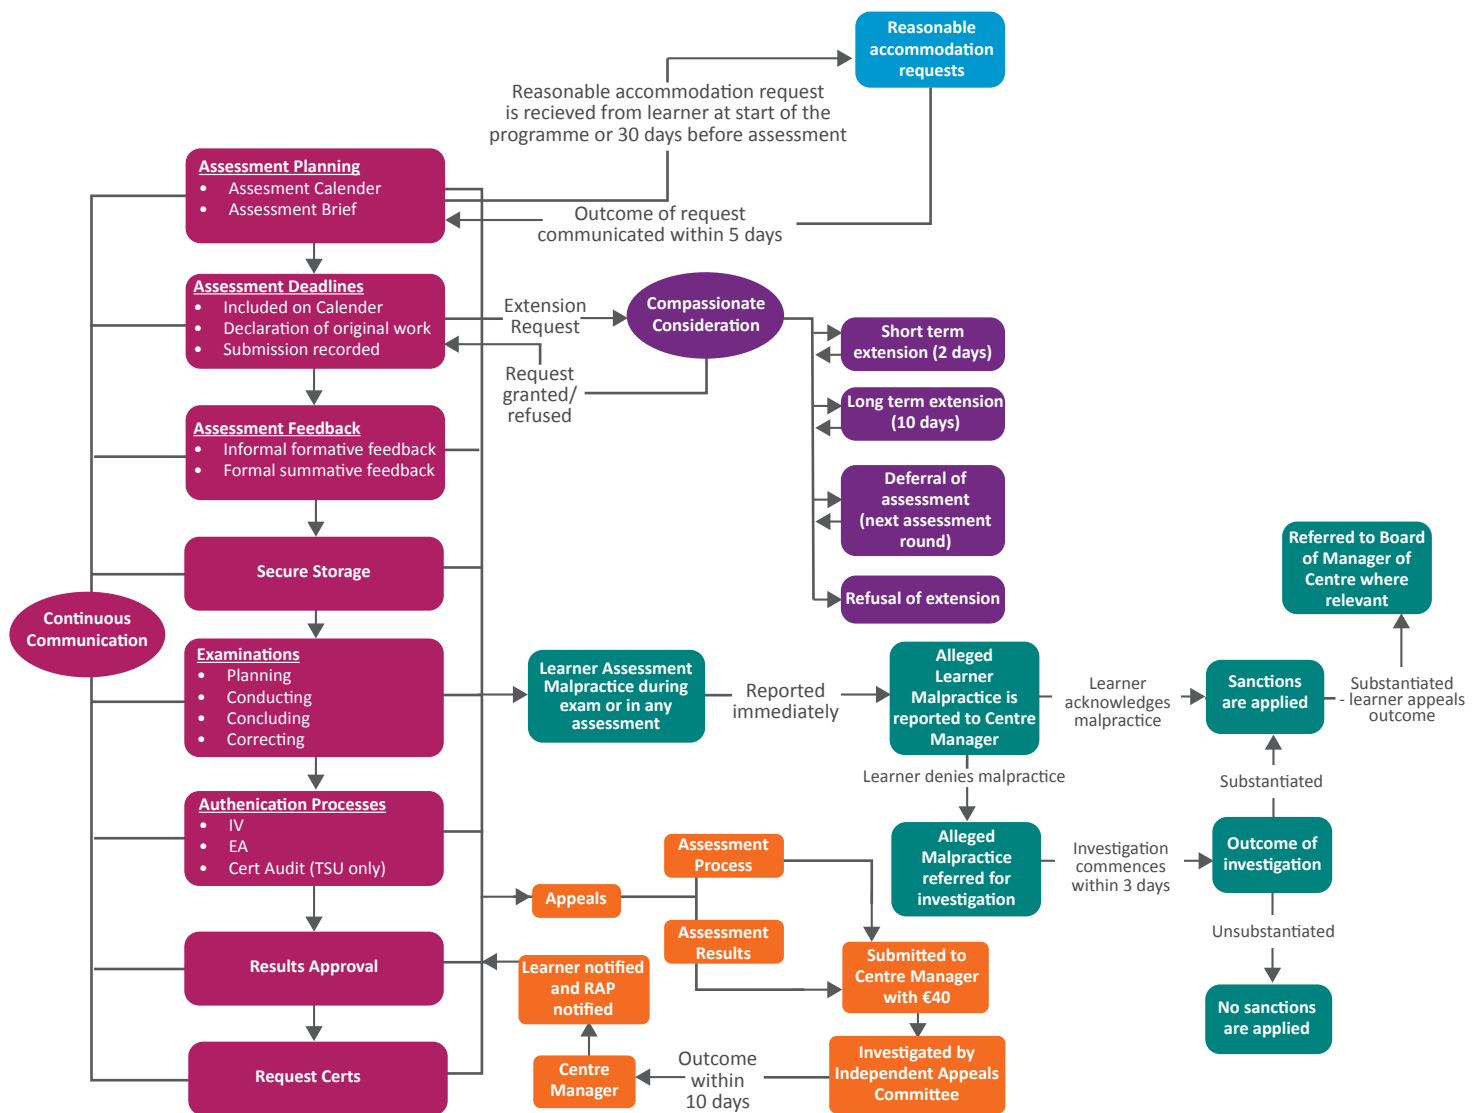 Reasonable
accommodation
requests
Reasonable accommodation request
is recieved from learner at start of the
programme or 30 days before assessment
Assessment Planning
• Assesment Calender
• Assessment Brief
Outcome of request
communicated within 5 days
Assessment Deadlines
• Included on Calender
• Declaration of original work
• Submission recorded
Extension
Request
Compassionate
Consideration
Request
granted/
refused
Short term
extension (2 days)
Long term extension
(10 days)
Deferral of
assessment
(next assessment
round)
Refusal of extension
Assessment Feedback
• Informal formative feedback
• Formal summative feedback
Secure Storage
Continuous
Communication
Examinations
• Planning
• Conducting
• Concluding
• Correcting
Learner Assessment
Malpractice during
exam or in any
assessment
Reported
immediately
Alleged
Learner
Malpractice is
reported to Centre
Manager
Learner
acknowledges
malpractice
Sanctions
are applied
Substantiated
- learner appeals
outcome
Referred to Board
of Manager of
Centre where
relevant
Learner denies malpractice
Substantiated
Alleged
Malpractice
referred for
investigation
Investigation
commences
within 3 days
Outcome of
investigation
Unsubstantiated
No sanctions
are applied
Authenication Processes
• IV
• EA
• Cert Audit (TSU only)
Appeals
Assessment
Process
Assessment
Results
Submitted to
Centre Manager
with €40
Investigated by
Independent Appeals
Committee
Outcome
within
10 days
Centre
Manager
Learner notified
and RAP
notified
Results Approval
Request Certs